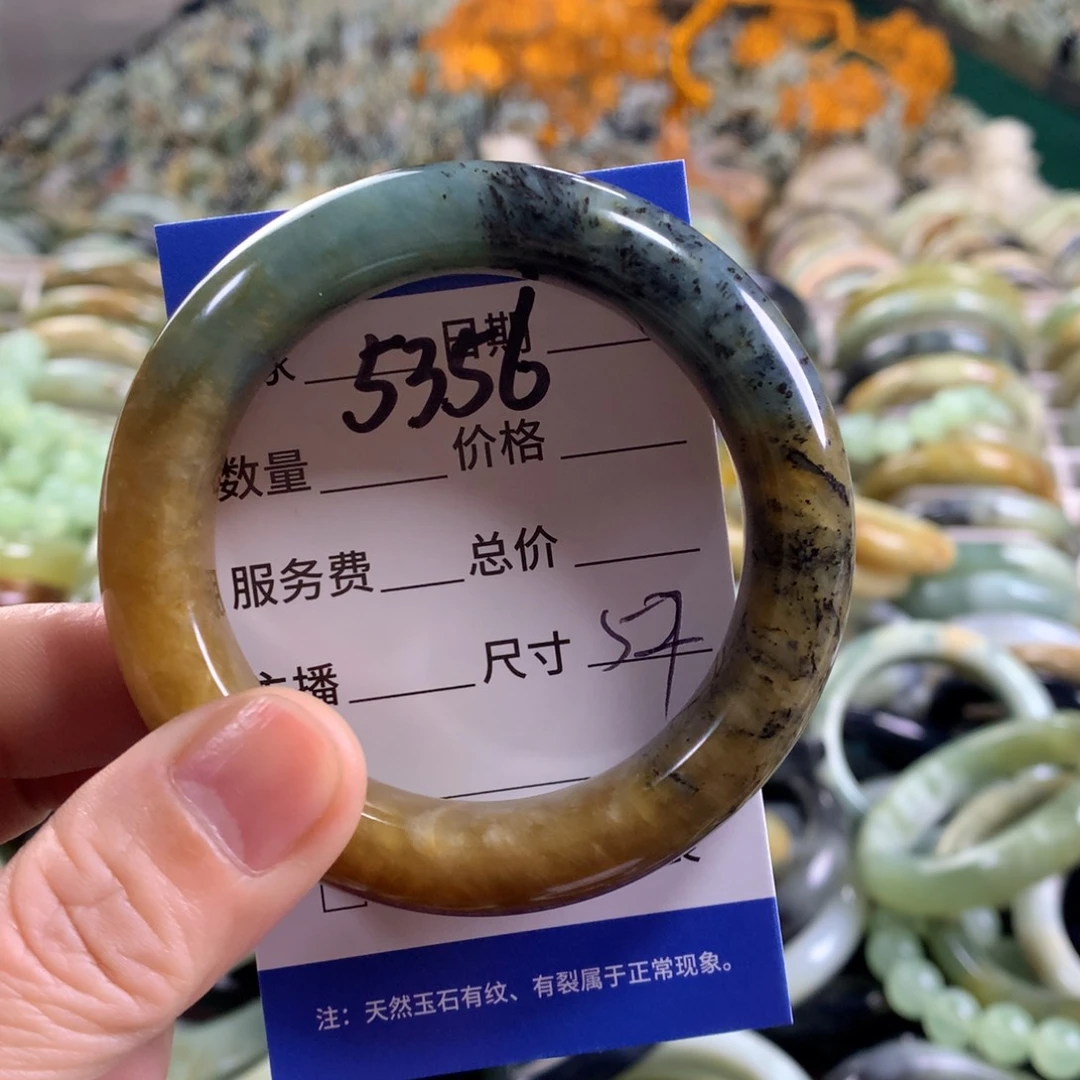 5356
日期
数量 价格
服务费 总价
播 尺寸 57
注：天然玉石有纹、有裂属于正常现象。